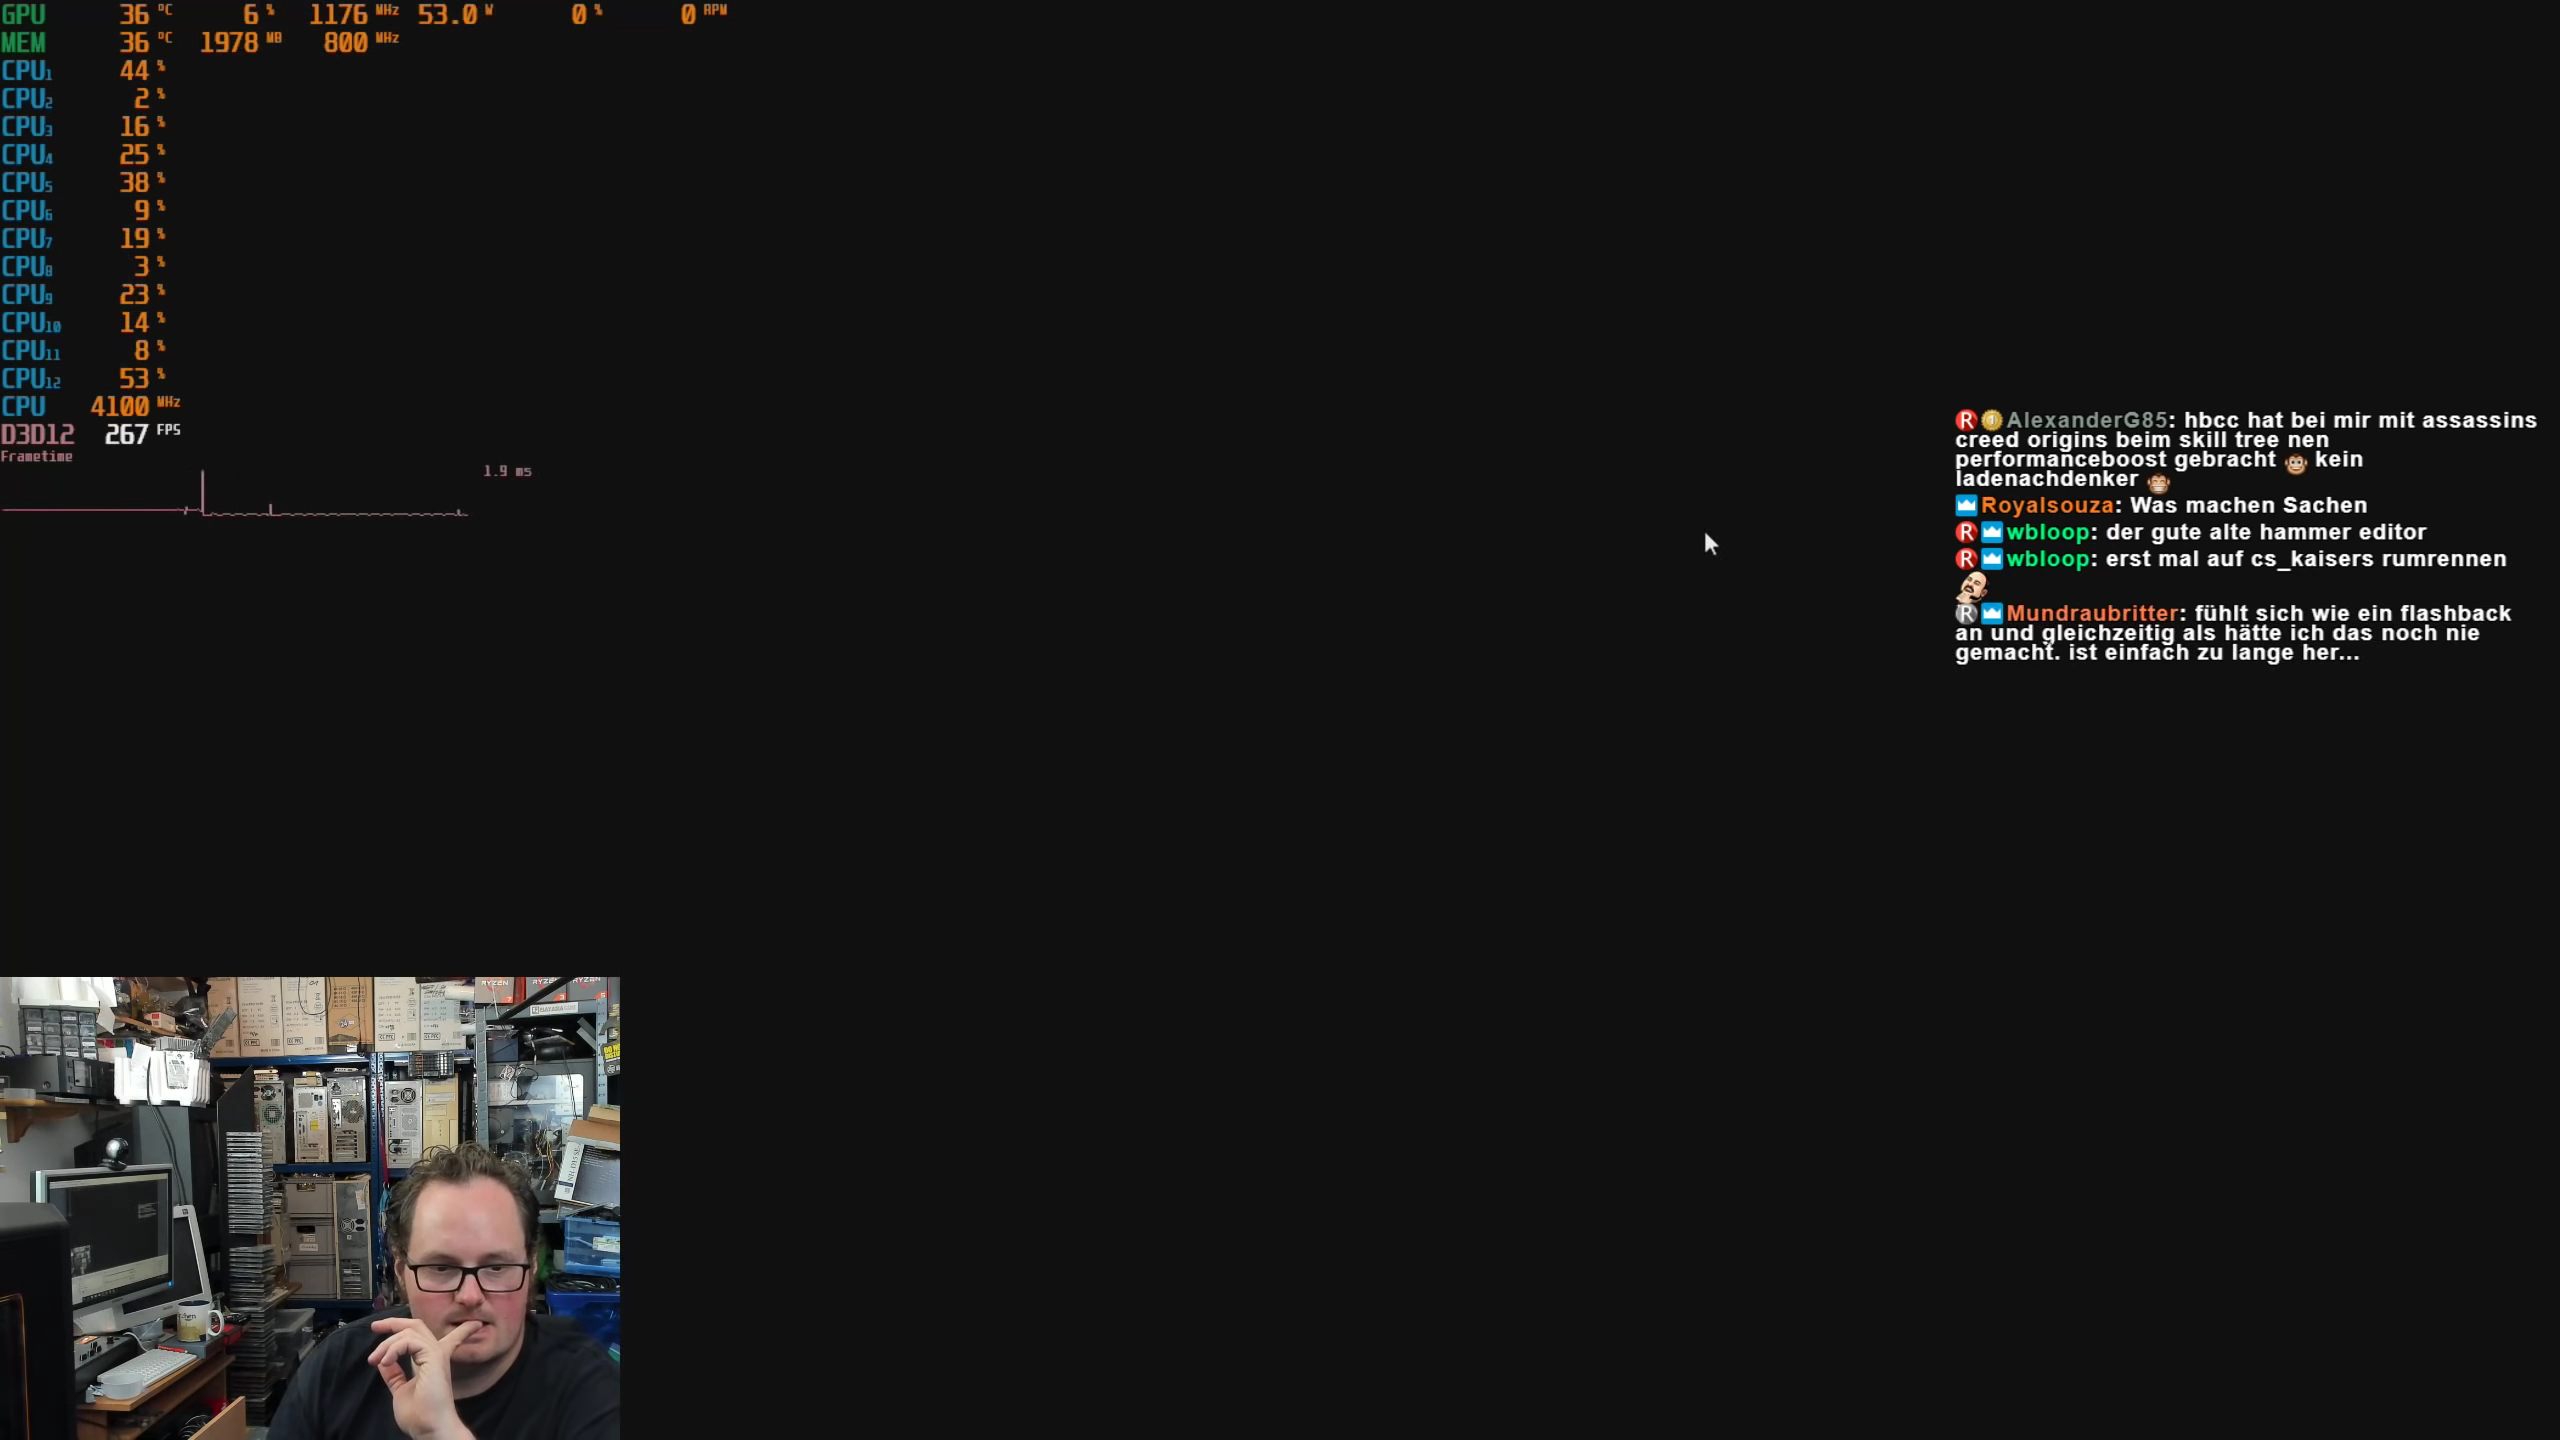 GPU 36 °C 6 % 1176 MHz 53.0 W 0 % 0 RPM
MEM 36 °C 1978 MB 800 MHz
CPU1 44 %
CPU2 2 %
CPU3 16 %
CPU4 25 %
CPU5 38 %
CPU6 9 %
CPU7 19 %
CPU8 3 %
CPU9 23 %
CPU10 14 %
CPU11 8 %
CPU12 53 %
CPU 4100 MHz
D3D12 267 FPS
Frametime
1.9 ms
AlexanderG85: hbcc hat bei mir mit assassins
creed origins beim skill tree nen
performanceboost gebracht kein
ladenachdenker
Royalsouza: Was machen Sachen
wbloop: der gute alte hammer editor
wbloop: erst mal auf cs_kaisers rumrennen
Mundraubritter: fühlt sich wie ein flashback
an und gleichzeitig als hätte ich das noch nie
gemacht. ist einfach zu lange her...
RYZEN RYZEN RYZEN